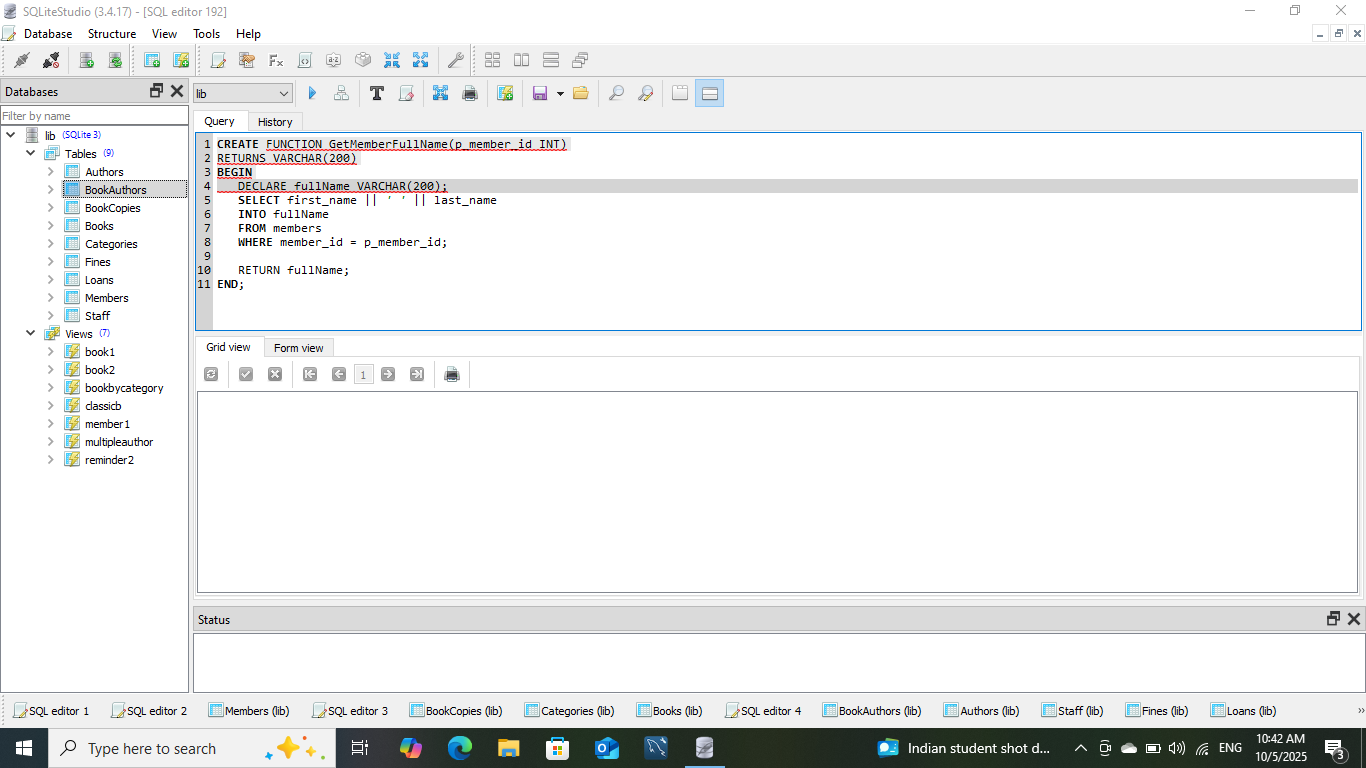 SQLiteStudio (3.4.17) - [SQL editor 192]
Database Structure View Tools Help
Databases
lib
Filter by name
Query History
lib (SQLite 3)
Tables (9)
Authors
BookAuthors
BookCopies
Books
Categories
Fines
Loans
Members
Staff
Views (7)
book1
book2
bookbycategory
classicb
member1
multipleauthor
reminder2
1 CREATE FUNCTION GetMemberFullName(p_member_id INT)
2 RETURNS VARCHAR(200)
3 BEGIN
4 DECLARE fullName VARCHAR(200);
5 SELECT first_name || ' ' || last_name
6 INTO fullName
7 FROM members
8 WHERE member_id = p_member_id;
9
10 RETURN fullName;
11 END;
Grid view Form view
1
Status
SQL editor 1 SQL editor 2 Members (lib) SQL editor 3 BookCopies (lib) Categories (lib) Books (lib) SQL editor 4 BookAuthors (lib) Authors (lib) Staff (lib) Fines (lib) Loans (lib) »
Type here to search
Indian student shot d...
ENG
10:42 AM
10/5/2025
3